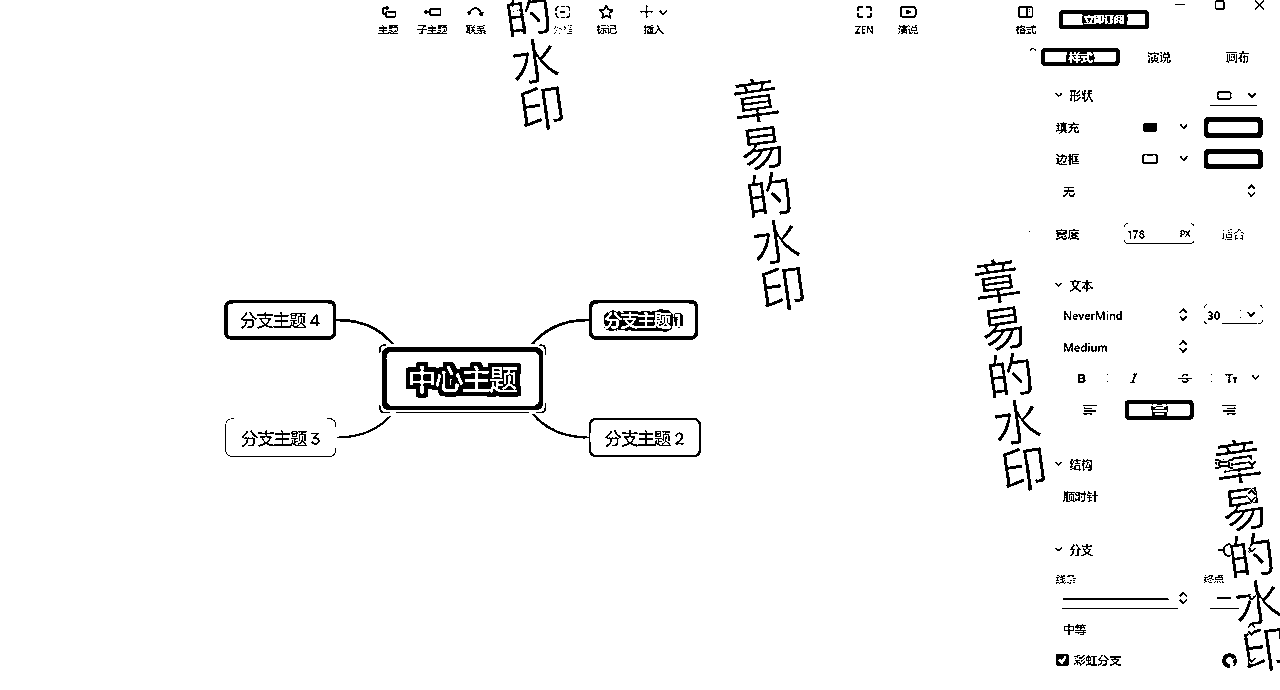 主题 子主题 联系 外框 标记 插入 ZEN 演说 格式 立即订阅
样式 演说 画布
形状
填充
边框
无
宽度 178 PX 适合
文本
NeverMind 30
Medium
B I S Tт
结构
顺时针
分支
线条 终点
中等
彩虹分支
分支主题 4
分支主题 1
中心主题
分支主题 3
分支主题 2
的水印
章易的水印
章易的水印
章易的水印